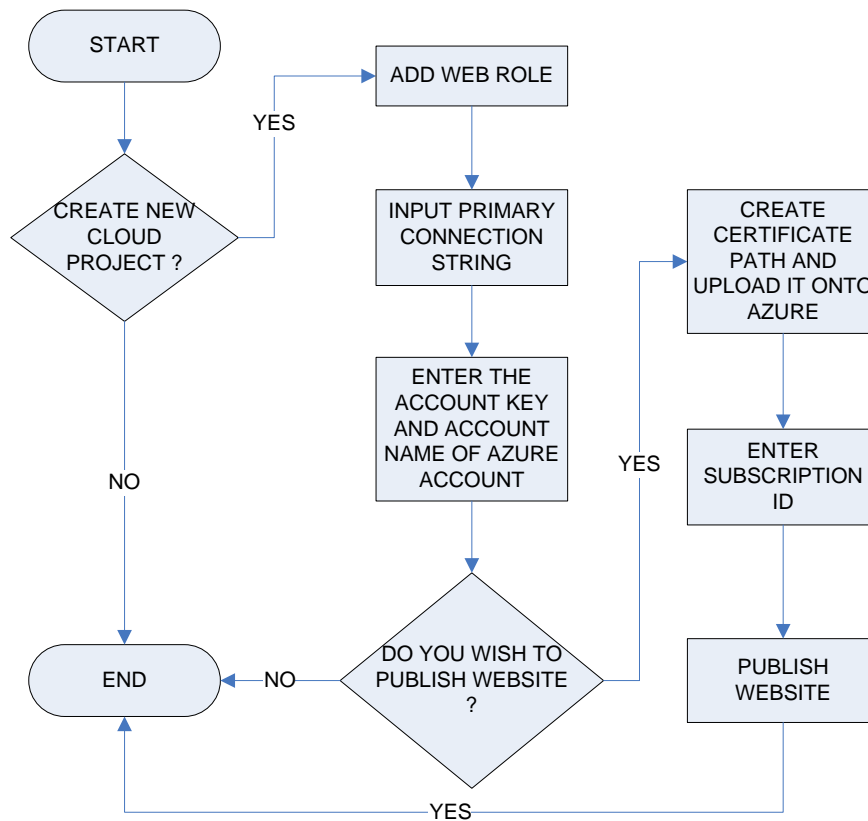 START
CREATE NEW
CLOUD
PROJECT ?
YES
NO
ADD WEB ROLE
INPUT PRIMARY
CONNECTION
STRING
ENTER THE
ACCOUNT KEY
AND ACCOUNT
NAME OF AZURE
ACCOUNT
DO YOU WISH TO
PUBLISH WEBSITE
?
NO
END
YES
CREATE
CERTIFICATE
PATH AND
UPLOAD IT ONTO
AZURE
ENTER
SUBSCRIPTION
ID
PUBLISH
WEBSITE
YES